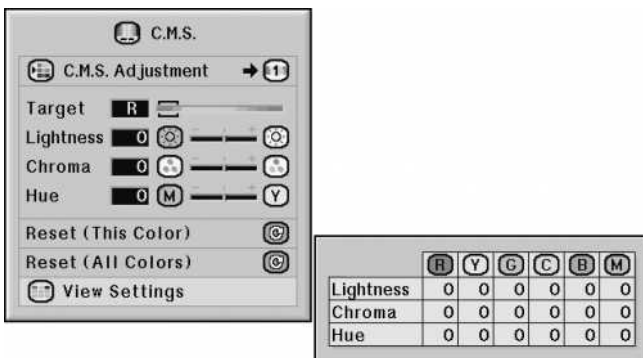 C.M.S.
C.M.S. Adjustment 1
Target R
Lightness 0
Chroma 0
Hue 0 M Y
Reset (This Color)
Reset (All Colors)
View Settings
R Y G C B M
Lightness 0 0 0 0 0 0
Chroma 0 0 0 0 0 0
Hue 0 0 0 0 0 0